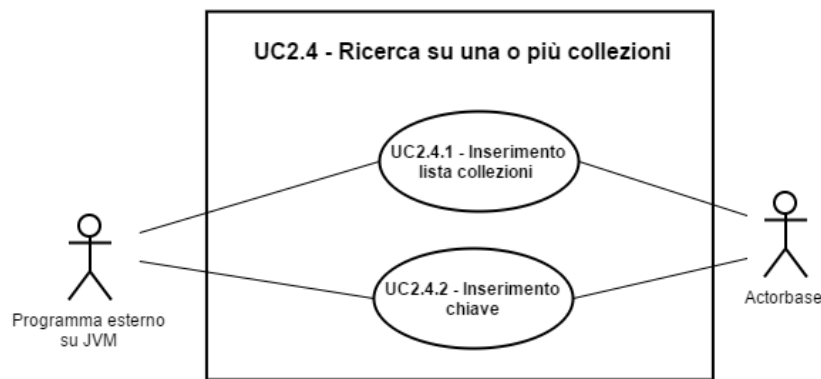 UC2.4 - Ricerca su una o più collezioni
UC2.4.1 - Inserimento
lista collezioni
UC2.4.2 - Inserimento
chiave
Programma esterno
su JVM
Actorbase